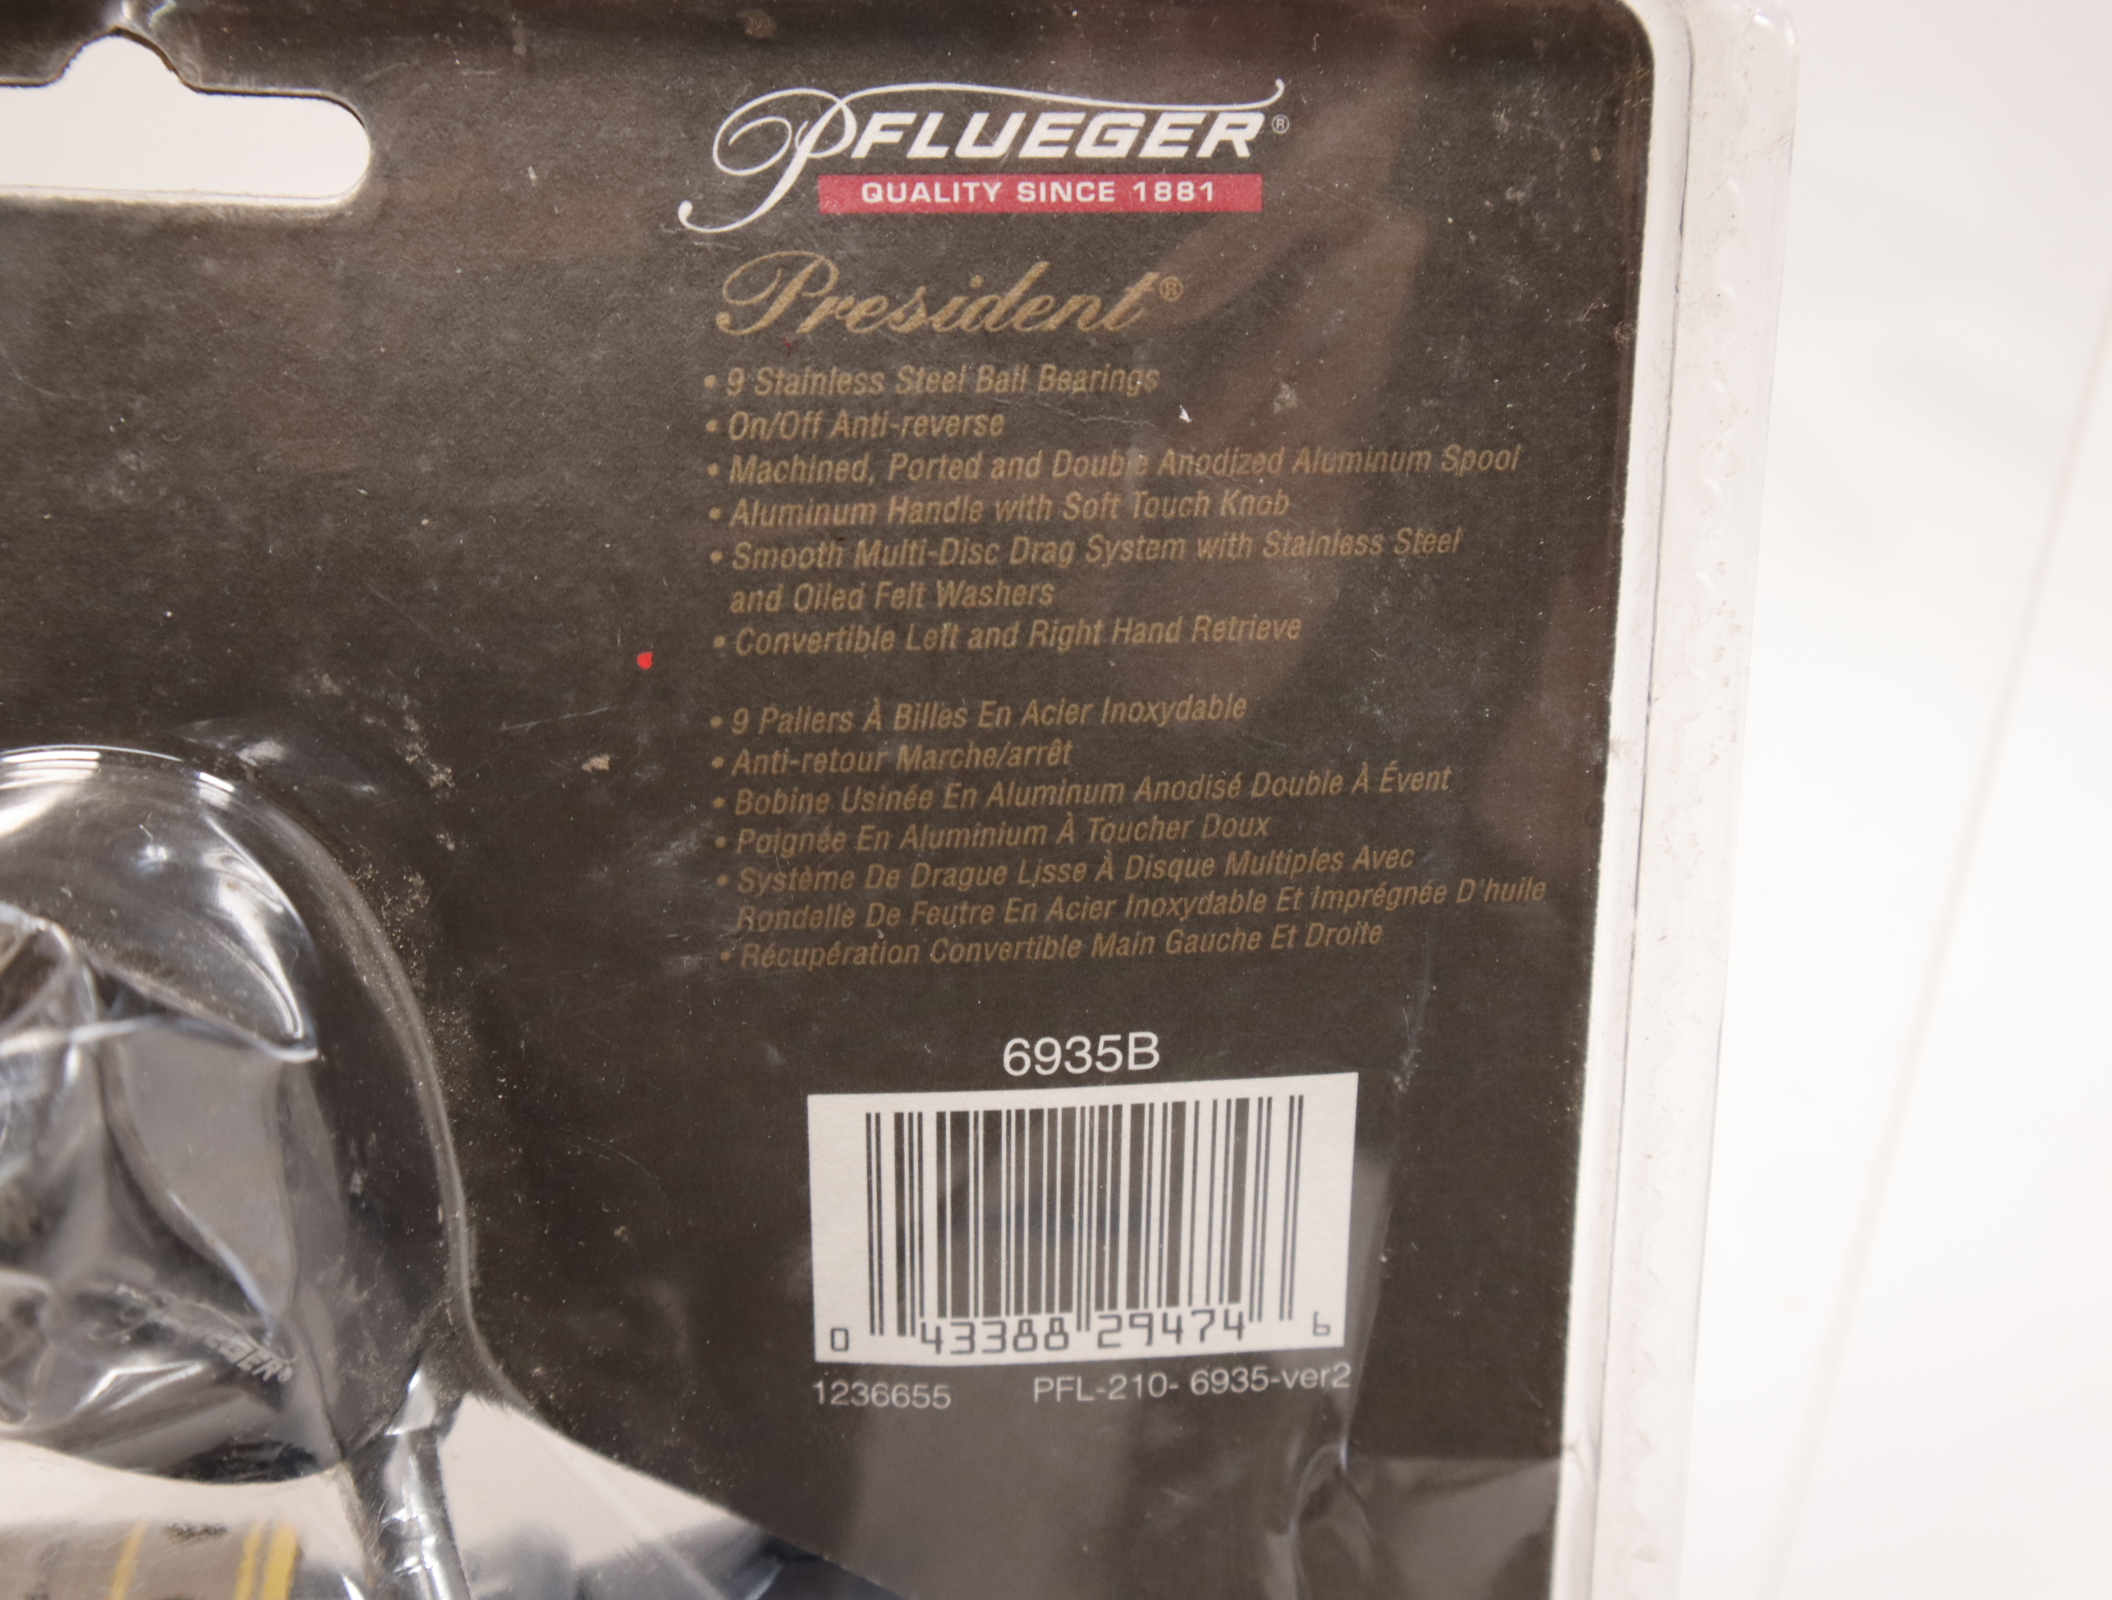 PFLUEGER®
QUALITY SINCE 1881
President®
• 9 Stainless Steel Ball Bearings
• On/Off Anti-reverse
• Machined, Ported and Double Anodized Aluminum Spool
• Aluminum Handle with Soft Touch Knob
• Smooth Multi-Disc Drag System with Stainless Steel
and Oiled Felt Washers
• Convertible Left and Right Hand Retrieve
• 9 Paliers À Billes En Acier Inoxydable
• Anti-retour Marche/arrêt
• Bobine Usinée En Aluminum Anodisé Double À Évent
• Poignée En Aluminium À Toucher Doux
• Système De Drague Lisse À Disque Multiples Avec
Rondelle De Feutre En Acier Inoxydable Et Imprégnée D'huile
• Récupération Convertible Main Gauche Et Droite
6935B
0 43388 29474 6
1236655 PFL-210- 6935-ver2